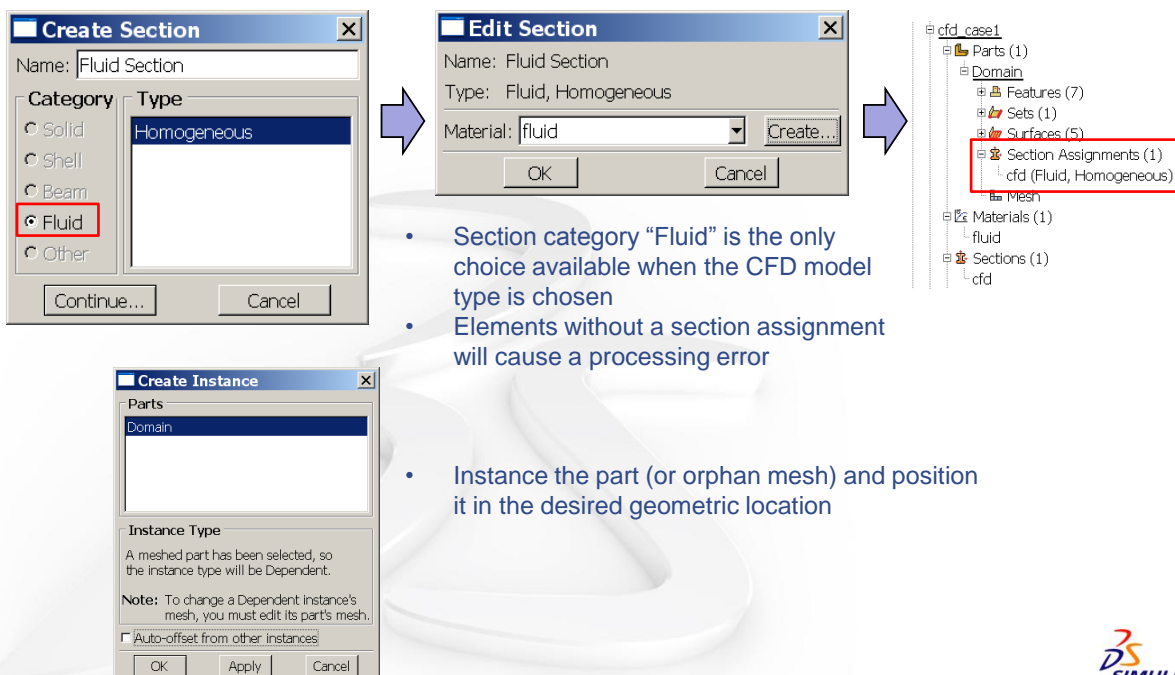 Create Section
Name: Fluid Section
Category
Type
Solid
Shell
Beam
Fluid
Other
Homogeneous
Continue...
Cancel
Edit Section
Name: Fluid Section
Type: Fluid, Homogeneous
Material: fluid
Create...
OK
Cancel
cfd_case1
Parts (1)
Domain
Features (7)
Sets (1)
Surfaces (5)
Section Assignments (1)
cfd (Fluid, Homogeneous)
Mesh
Materials (1)
fluid
Sections (1)
cfd
• Section category “Fluid” is the only
choice available when the CFD model
type is chosen
• Elements without a section assignment
will cause a processing error
Create Instance
Parts
Domain
Instance Type
A meshed part has been selected, so
the instance type will be Dependent.
Note: To change a Dependent instance's
mesh, you must edit its part's mesh.
Auto-offset from other instances
OK
Apply
Cancel
• Instance the part (or orphan mesh) and position
it in the desired geometric location